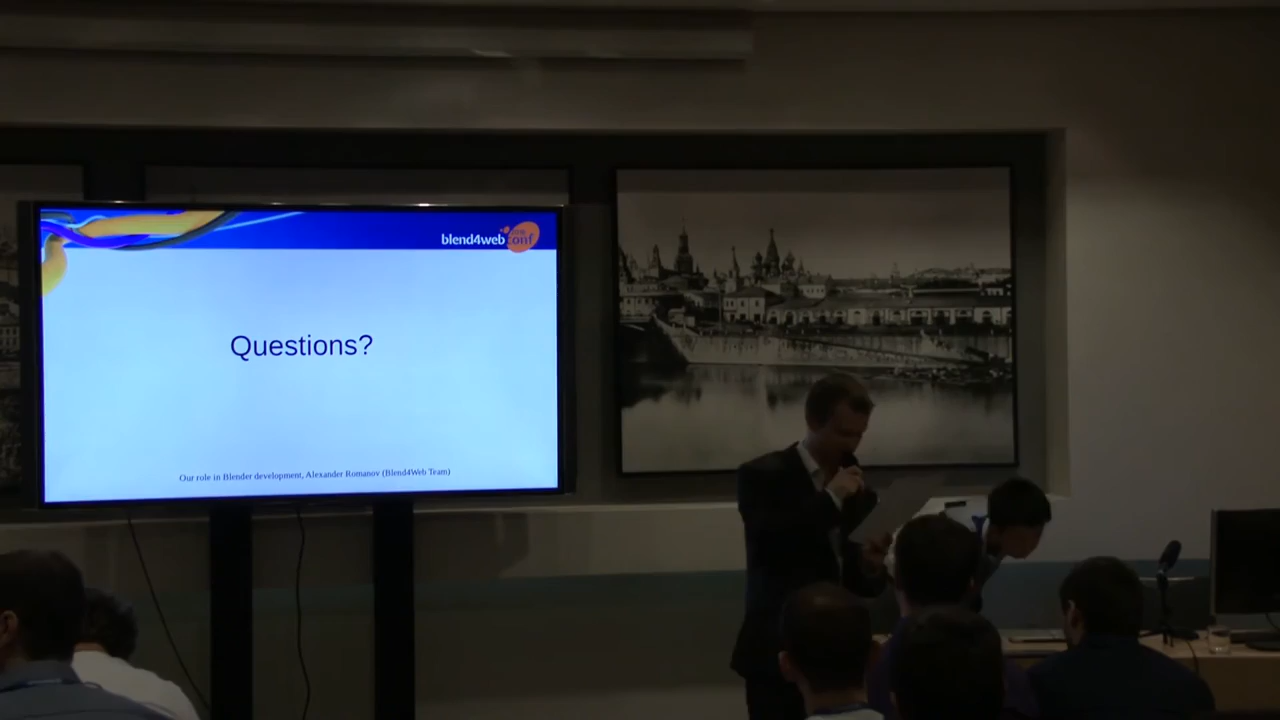 blend4web conf
Questions?
Our role in Blender development, Alexander Romanov (Blend4Web Team)